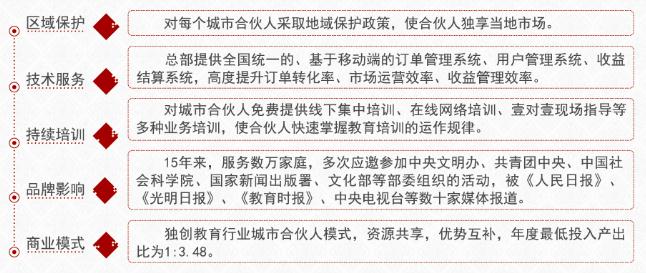 区域保护
对每个城市合伙人采取地域保护政策，使合伙人独享当地市场。
技术服务
总部提供全国统一的、基于移动端的订单管理系统、用户管理系统、收益
结算系统，高度提升订单转化率、市场运营效率、收益管理效率。
持续培训
对城市合伙人免费提供线下集中培训、在线网络培训、壹对壹现场指导等
多种业务培训，使合伙人快速掌握教育培训的运作规律。
品牌影响
15年来，服务数万家庭，多次应邀参加中央文明办、共青团中央、中国社
会科学院、国家新闻出版署、文化部等部委组织的活动，被《人民日报》、
《光明日报》、《教育时报》、中央电视台等数十家媒体报道。
商业模式
独创教育行业城市合伙人模式，资源共享，优势互补，年度最低投入产出
比为1:3.48。